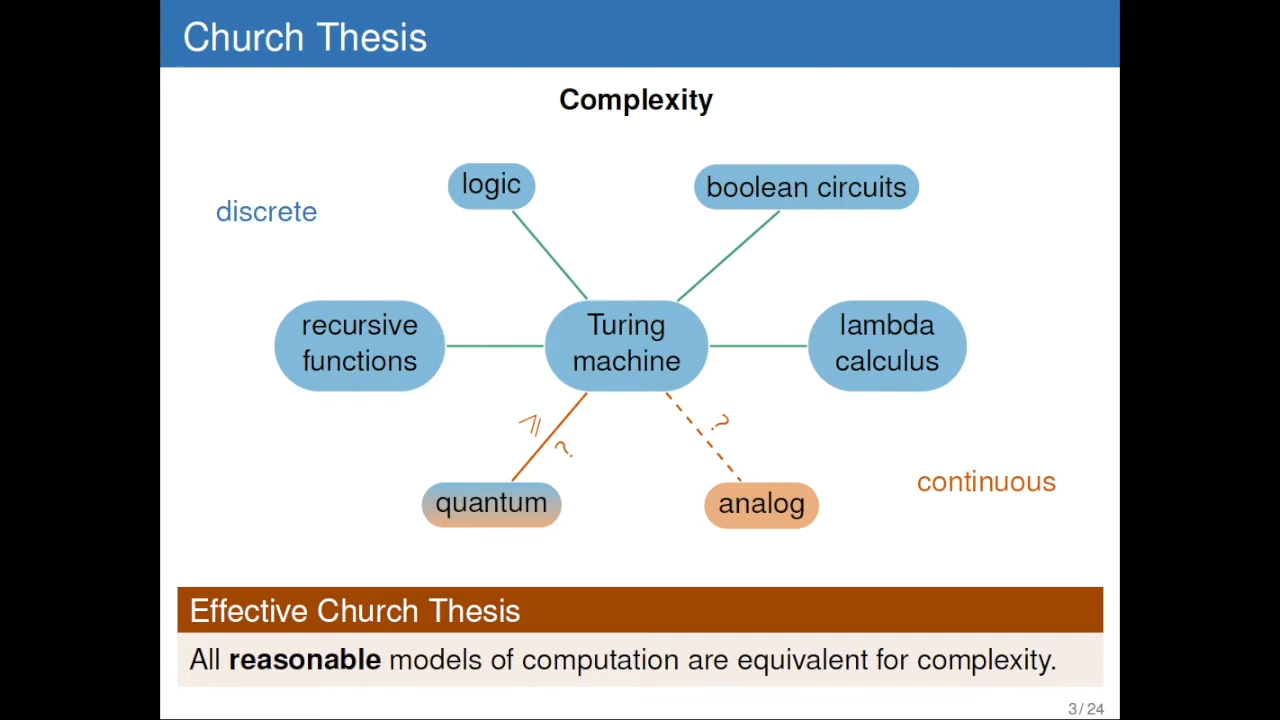 Church Thesis
Complexity
logic
boolean circuits
discrete
recursive
functions
Turing
machine
lambda
calculus
⩾
?
?
quantum
analog
continuous
Effective Church Thesis
All reasonable models of computation are equivalent for complexity.
3 / 24